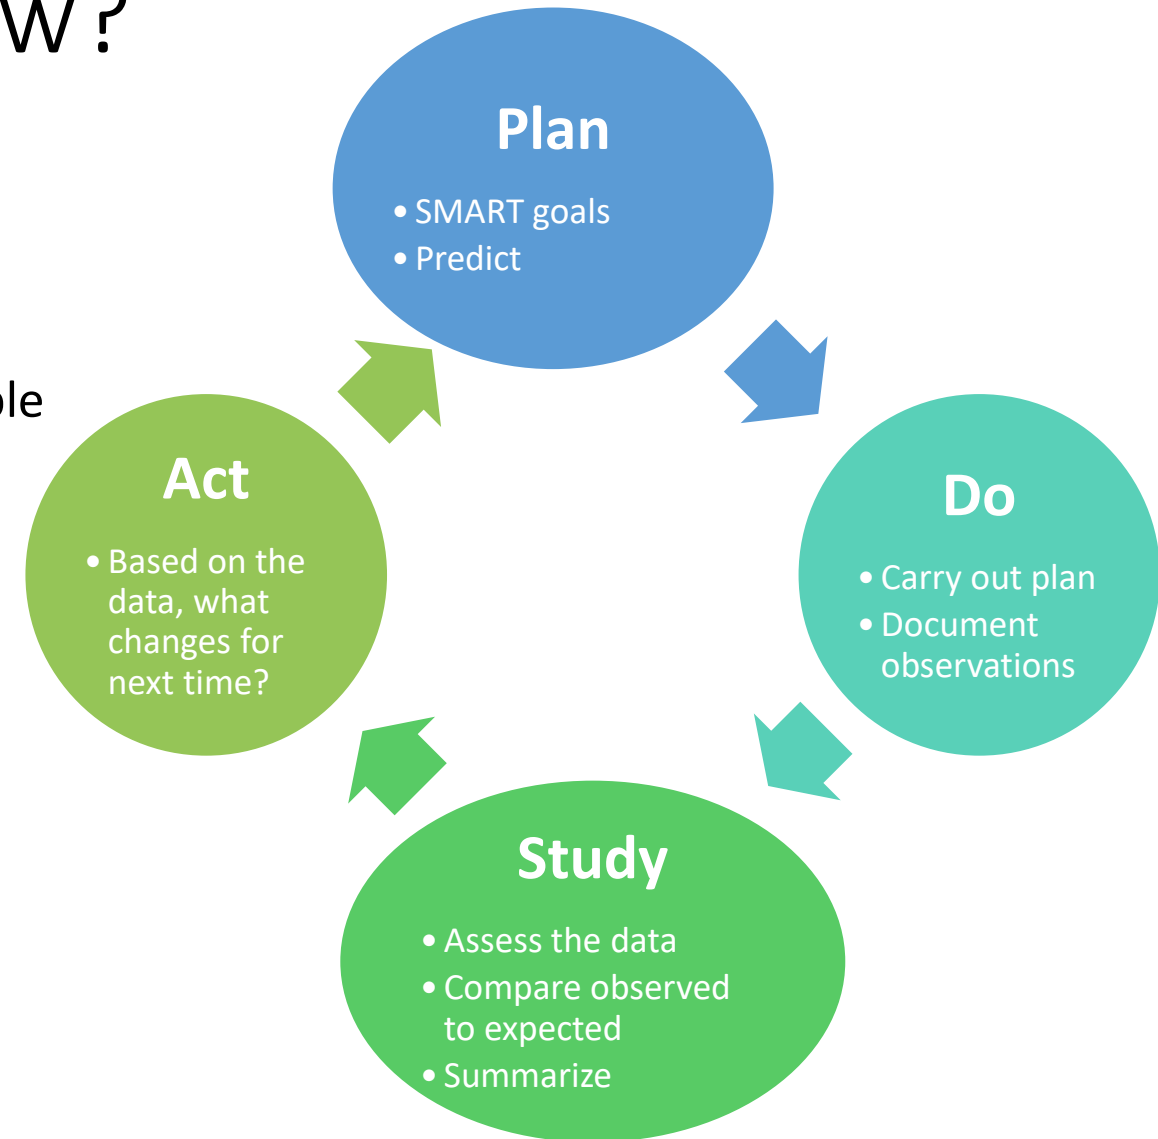 w?
Plan
• SMART goals
• Predict
ple
Act
• Based on the
data, what
changes for
next time?
Do
• Carry out plan
• Document
observations
Study
• Assess the data
• Compare observed
to expected
• Summarize